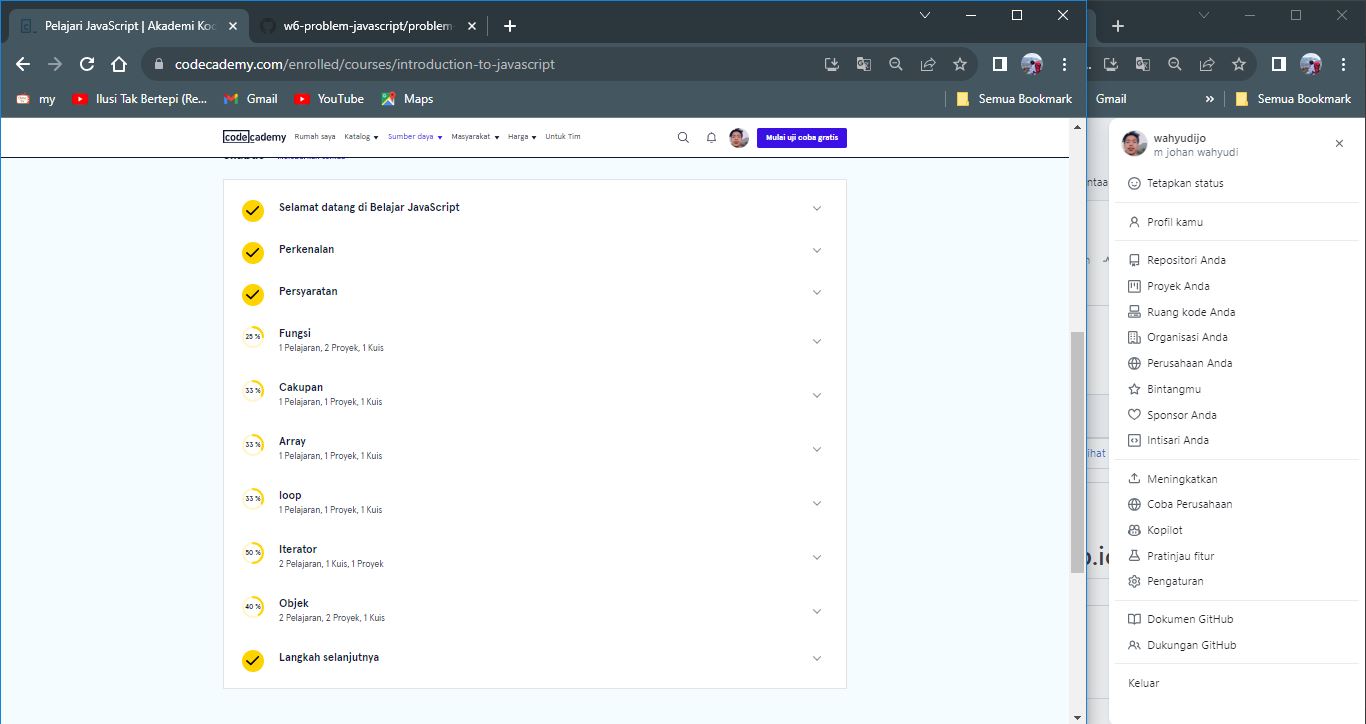 Pelajari JavaScript | Akademi Koc
w6-problem-javascript/problem-
codecademy.com/enrolled/courses/introduction-to-javascript
my
Ilusi Tak Bertepi (Re...
Gmail
YouTube
Maps
Semua Bookmark
Gmail
»
Semua Bookmark
codecademy
Rumah saya
Katalog
Sumber daya
Masyarakat
Harga
Untuk Tim
Mulai uji coba gratis
Selamat datang di Belajar JavaScript
Perkenalan
Persyaratan
25 %
Fungsi
1 Pelajaran, 2 Proyek, 1 Kuis
33 %
Cakupan
1 Pelajaran, 1 Proyek, 1 Kuis
33 %
Array
1 Pelajaran, 1 Proyek, 1 Kuis
33 %
loop
1 Pelajaran, 1 Proyek, 1 Kuis
50 %
Iterator
2 Pelajaran, 1 Kuis, 1 Proyek
40 %
Objek
2 Pelajaran, 2 Proyek, 1 Kuis
Langkah selanjutnya
ntaa
ihat
wahyudijo
m johan wahyudi
Tetapkan status
Profil kamu
Repositori Anda
Proyek Anda
Ruang kode Anda
Organisasi Anda
Perusahaan Anda
Bintangmu
Sponsor Anda
Intisari Anda
Meningkatkan
Coba Perusahaan
Kopilot
Pratinjau fitur
Pengaturan
Dokumen GitHub
Dukungan GitHub
Keluar